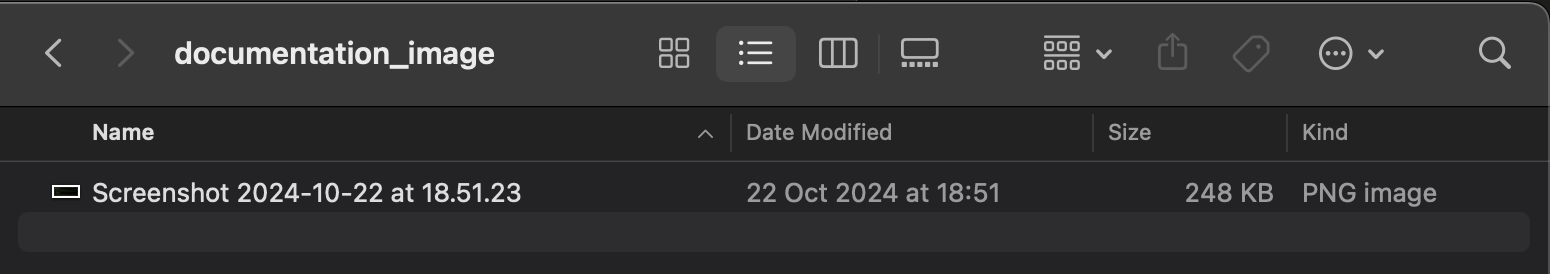 documentation_image
Name Date Modified Size Kind
Screenshot 2024-10-22 at 18.51.23 22 Oct 2024 at 18:51 248 KB PNG image